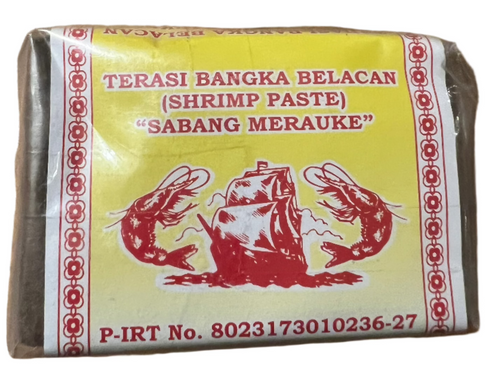 TERASI BANGKA BELACAN
(SHRIMP PASTE)
"SABANG MERAUKE"
P-IRT No. 8023173010236-27